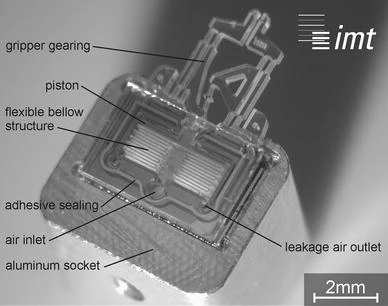 imt
gripper gearing
piston
flexible bellow
structure
adhesive sealing
air inlet
aluminum socket
leakage air outlet
2mm